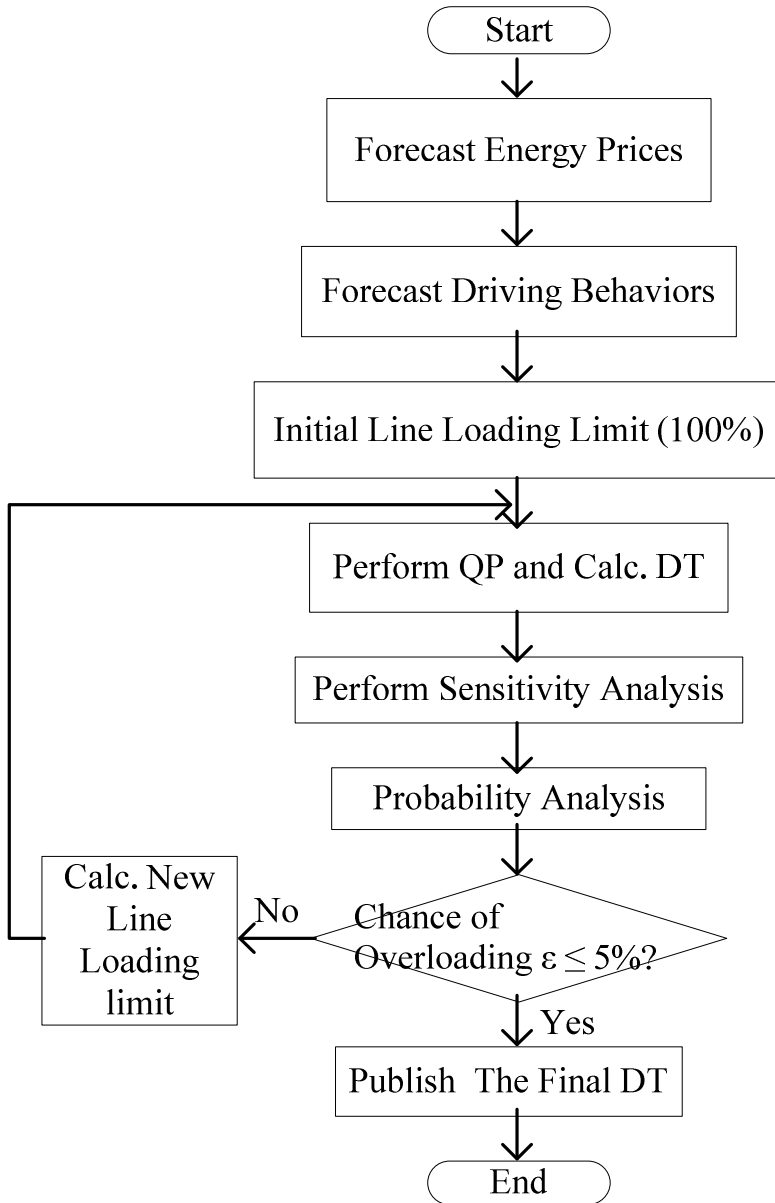 Start
Forecast Energy Prices
Forecast Driving Behaviors
Initial Line Loading Limit (100%)
Perform QP and Calc. DT
Perform Sensitivity Analysis
Probability Analysis
Chance of
Overloading ε ≤ 5%?
No
Calc. New
Line
Loading
limit
Yes
Publish The Final DT
End